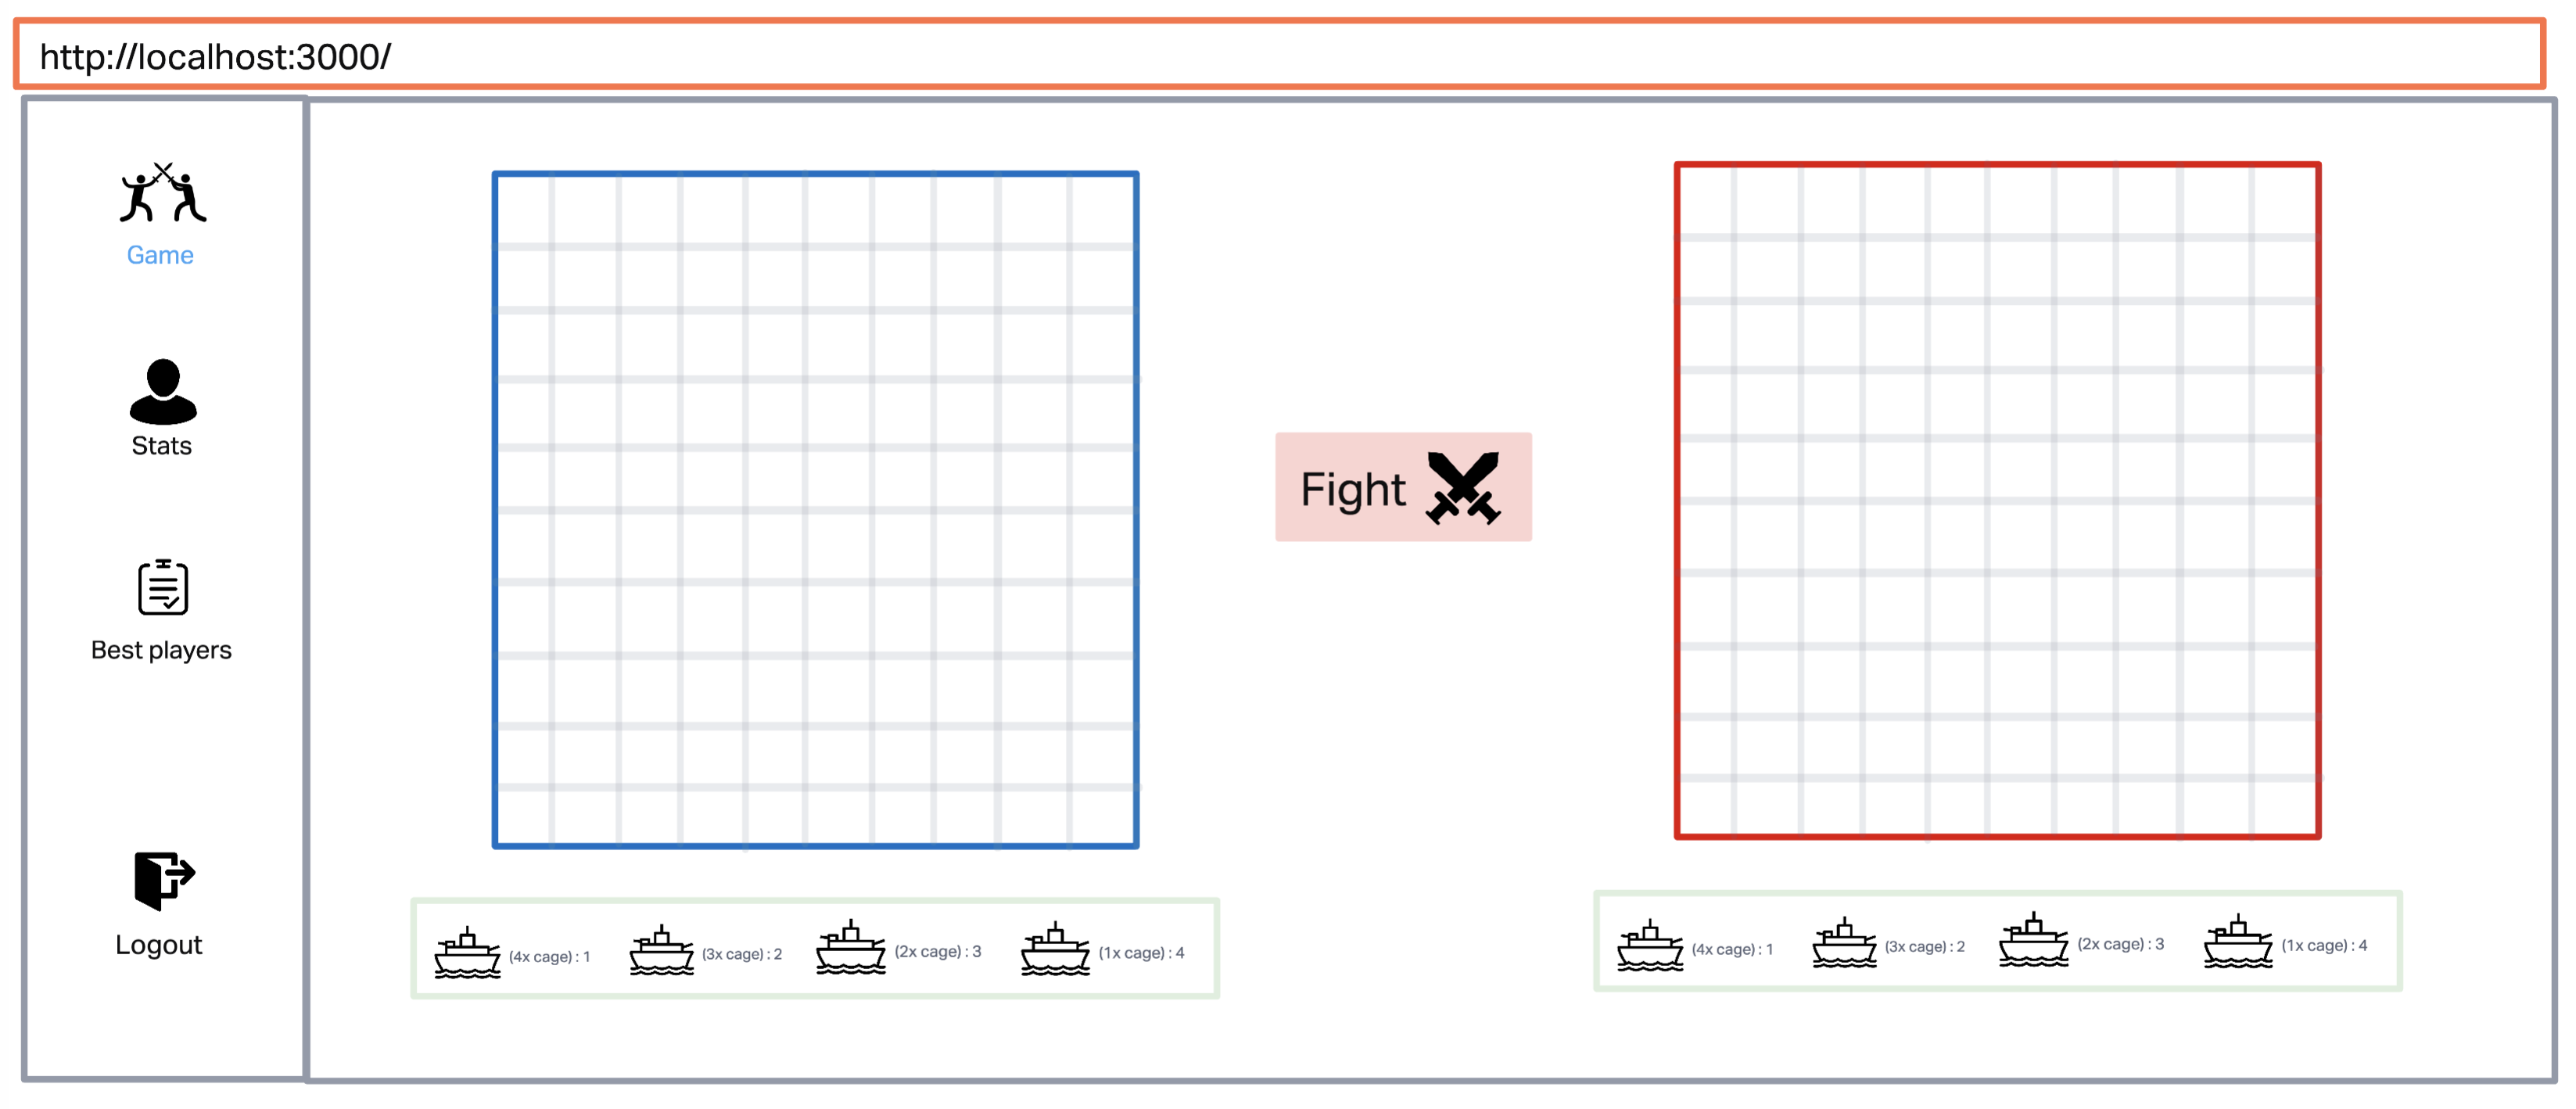 http://localhost:3000/
Game
Stats
Best players
Logout
Fight
(4x cage) : 1
(3x cage) : 2
(2x cage) : 3
(1x cage) : 4
(4x cage) : 1
(3x cage) : 2
(2x cage) : 3
(1x cage) : 4